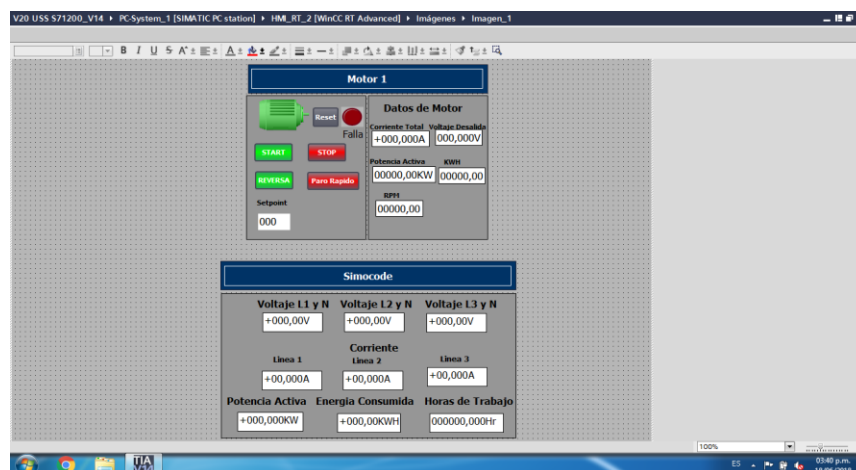 V20 USS S71200_V14 ▸ PC-System_1 [SIMATIC PC station] ▸ HMI_RT_2 [WinCC RT Advanced] ▸ Imágenes ▸ Imagen_1
B I U S A
Motor 1
Reset
Falla
START STOP
REVERSA Paro Rapido
Setpoint
000
Datos de Motor
Corriente Total Voltaje Desalida
+000,000A 000,000V
Potencia Activa KWH
00000,00KW 00000,00
RPM
00000,00
Simocode
Voltaje L1 y N Voltaje L2 y N Voltaje L3 y N
+000,00V +000,00V +000,00V
Corriente
Linea 1 Linea 2 Linea 3
+00,000A +00,000A +00,000A
Potencia Activa Energia Consumida Horas de Trabajo
+000,000KW +000,00KWH 000000,000Hr
100%
TIA
V14
ES 03:40 p.m.